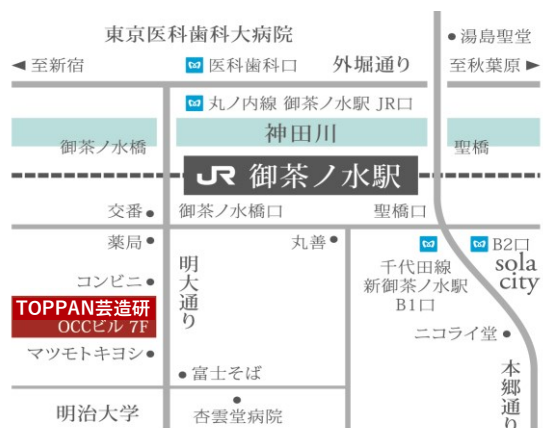 東京医科歯科大病院
湯島聖堂
至新宿
医科歯科口
外堀通り
至秋葉原
丸ノ内線 御茶ノ水駅 JR口
神田川
御茶ノ水橋
聖橋
JR 御茶ノ水駅
交番
御茶ノ水橋口
聖橋口
薬局
丸善
B2口
sola
city
千代田線
新御茶ノ水駅
B1口
明大通り
コンビニ
TOPPAN芸造研
OCCビル 7F
ニコライ堂
マツモトキヨシ
富士そば
本郷通り
明治大学
杏雲堂病院